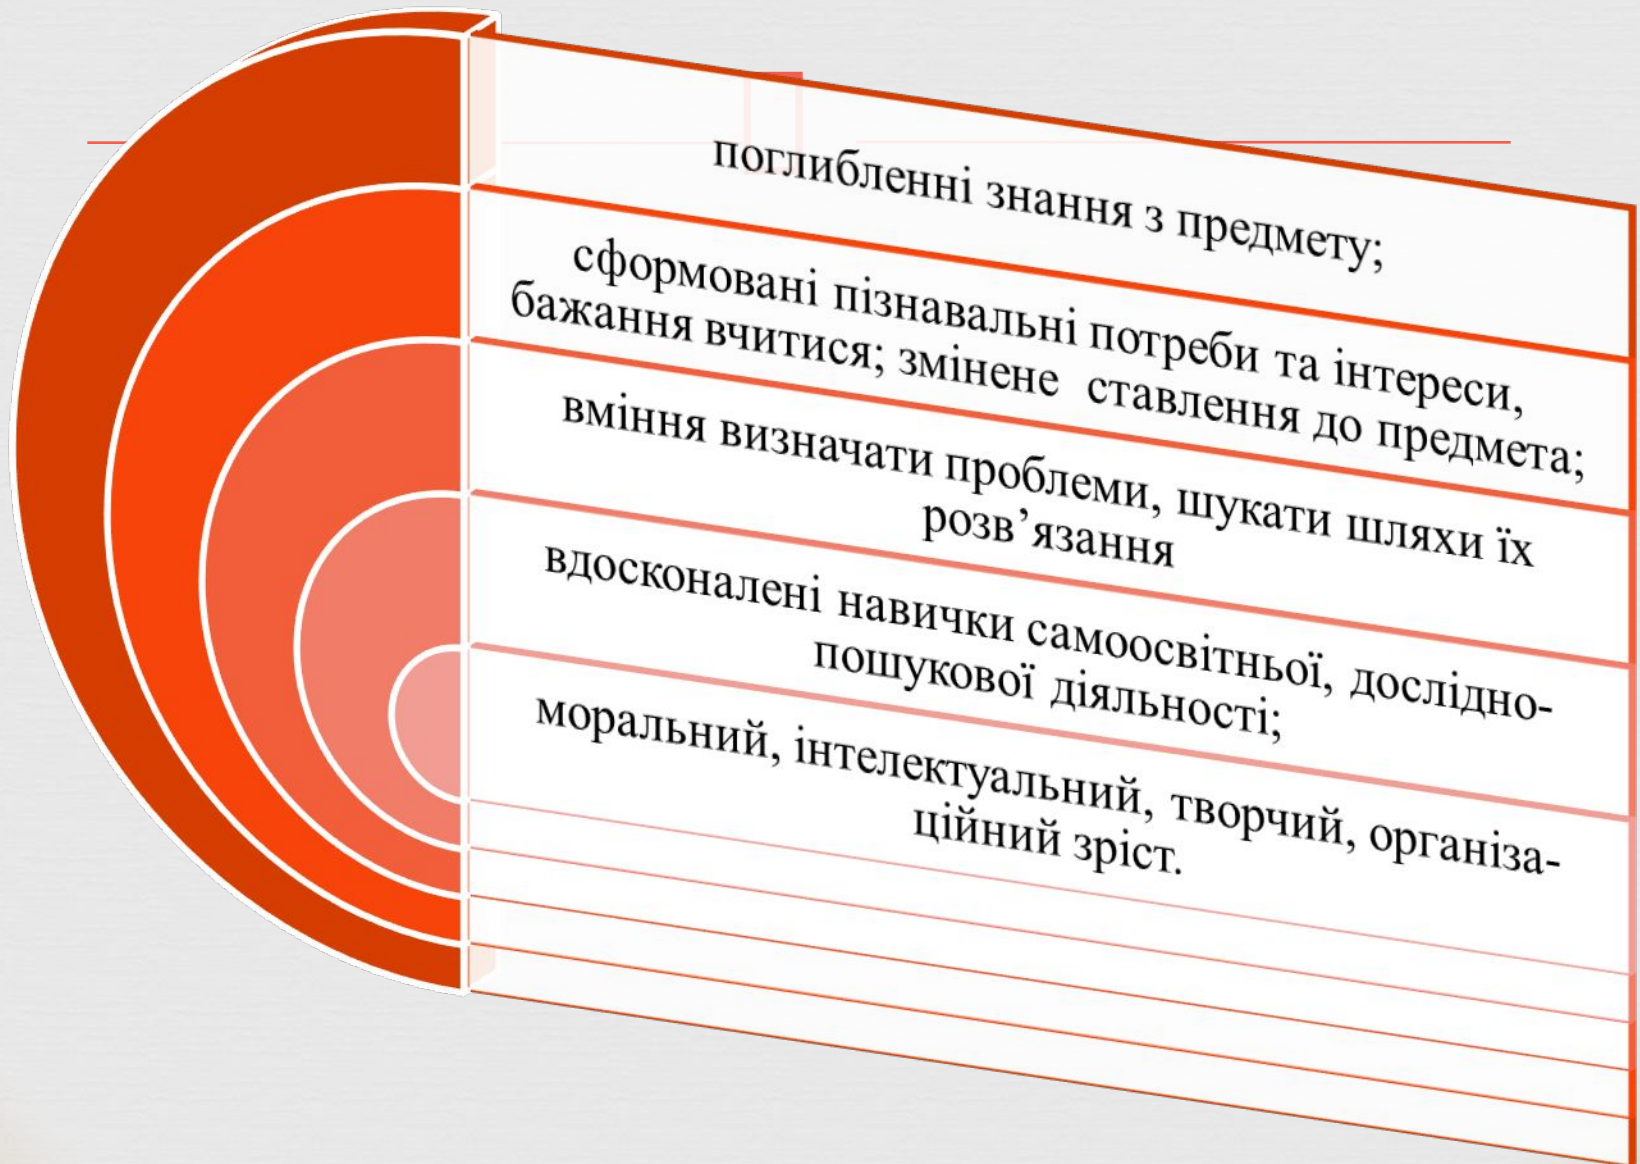 поглибленні знання з предмету;
сформовані пізнавальні потреби та інтереси,
бажання вчитися; змінене ставлення до предмета;
вміння визначати проблеми, шукати шляхи їх
розв’язання
вдосконалені навички самоосвітньої, дослідно-
пошукової діяльності;
моральний, інтелектуальний, творчий, організа-
ційний зріст.